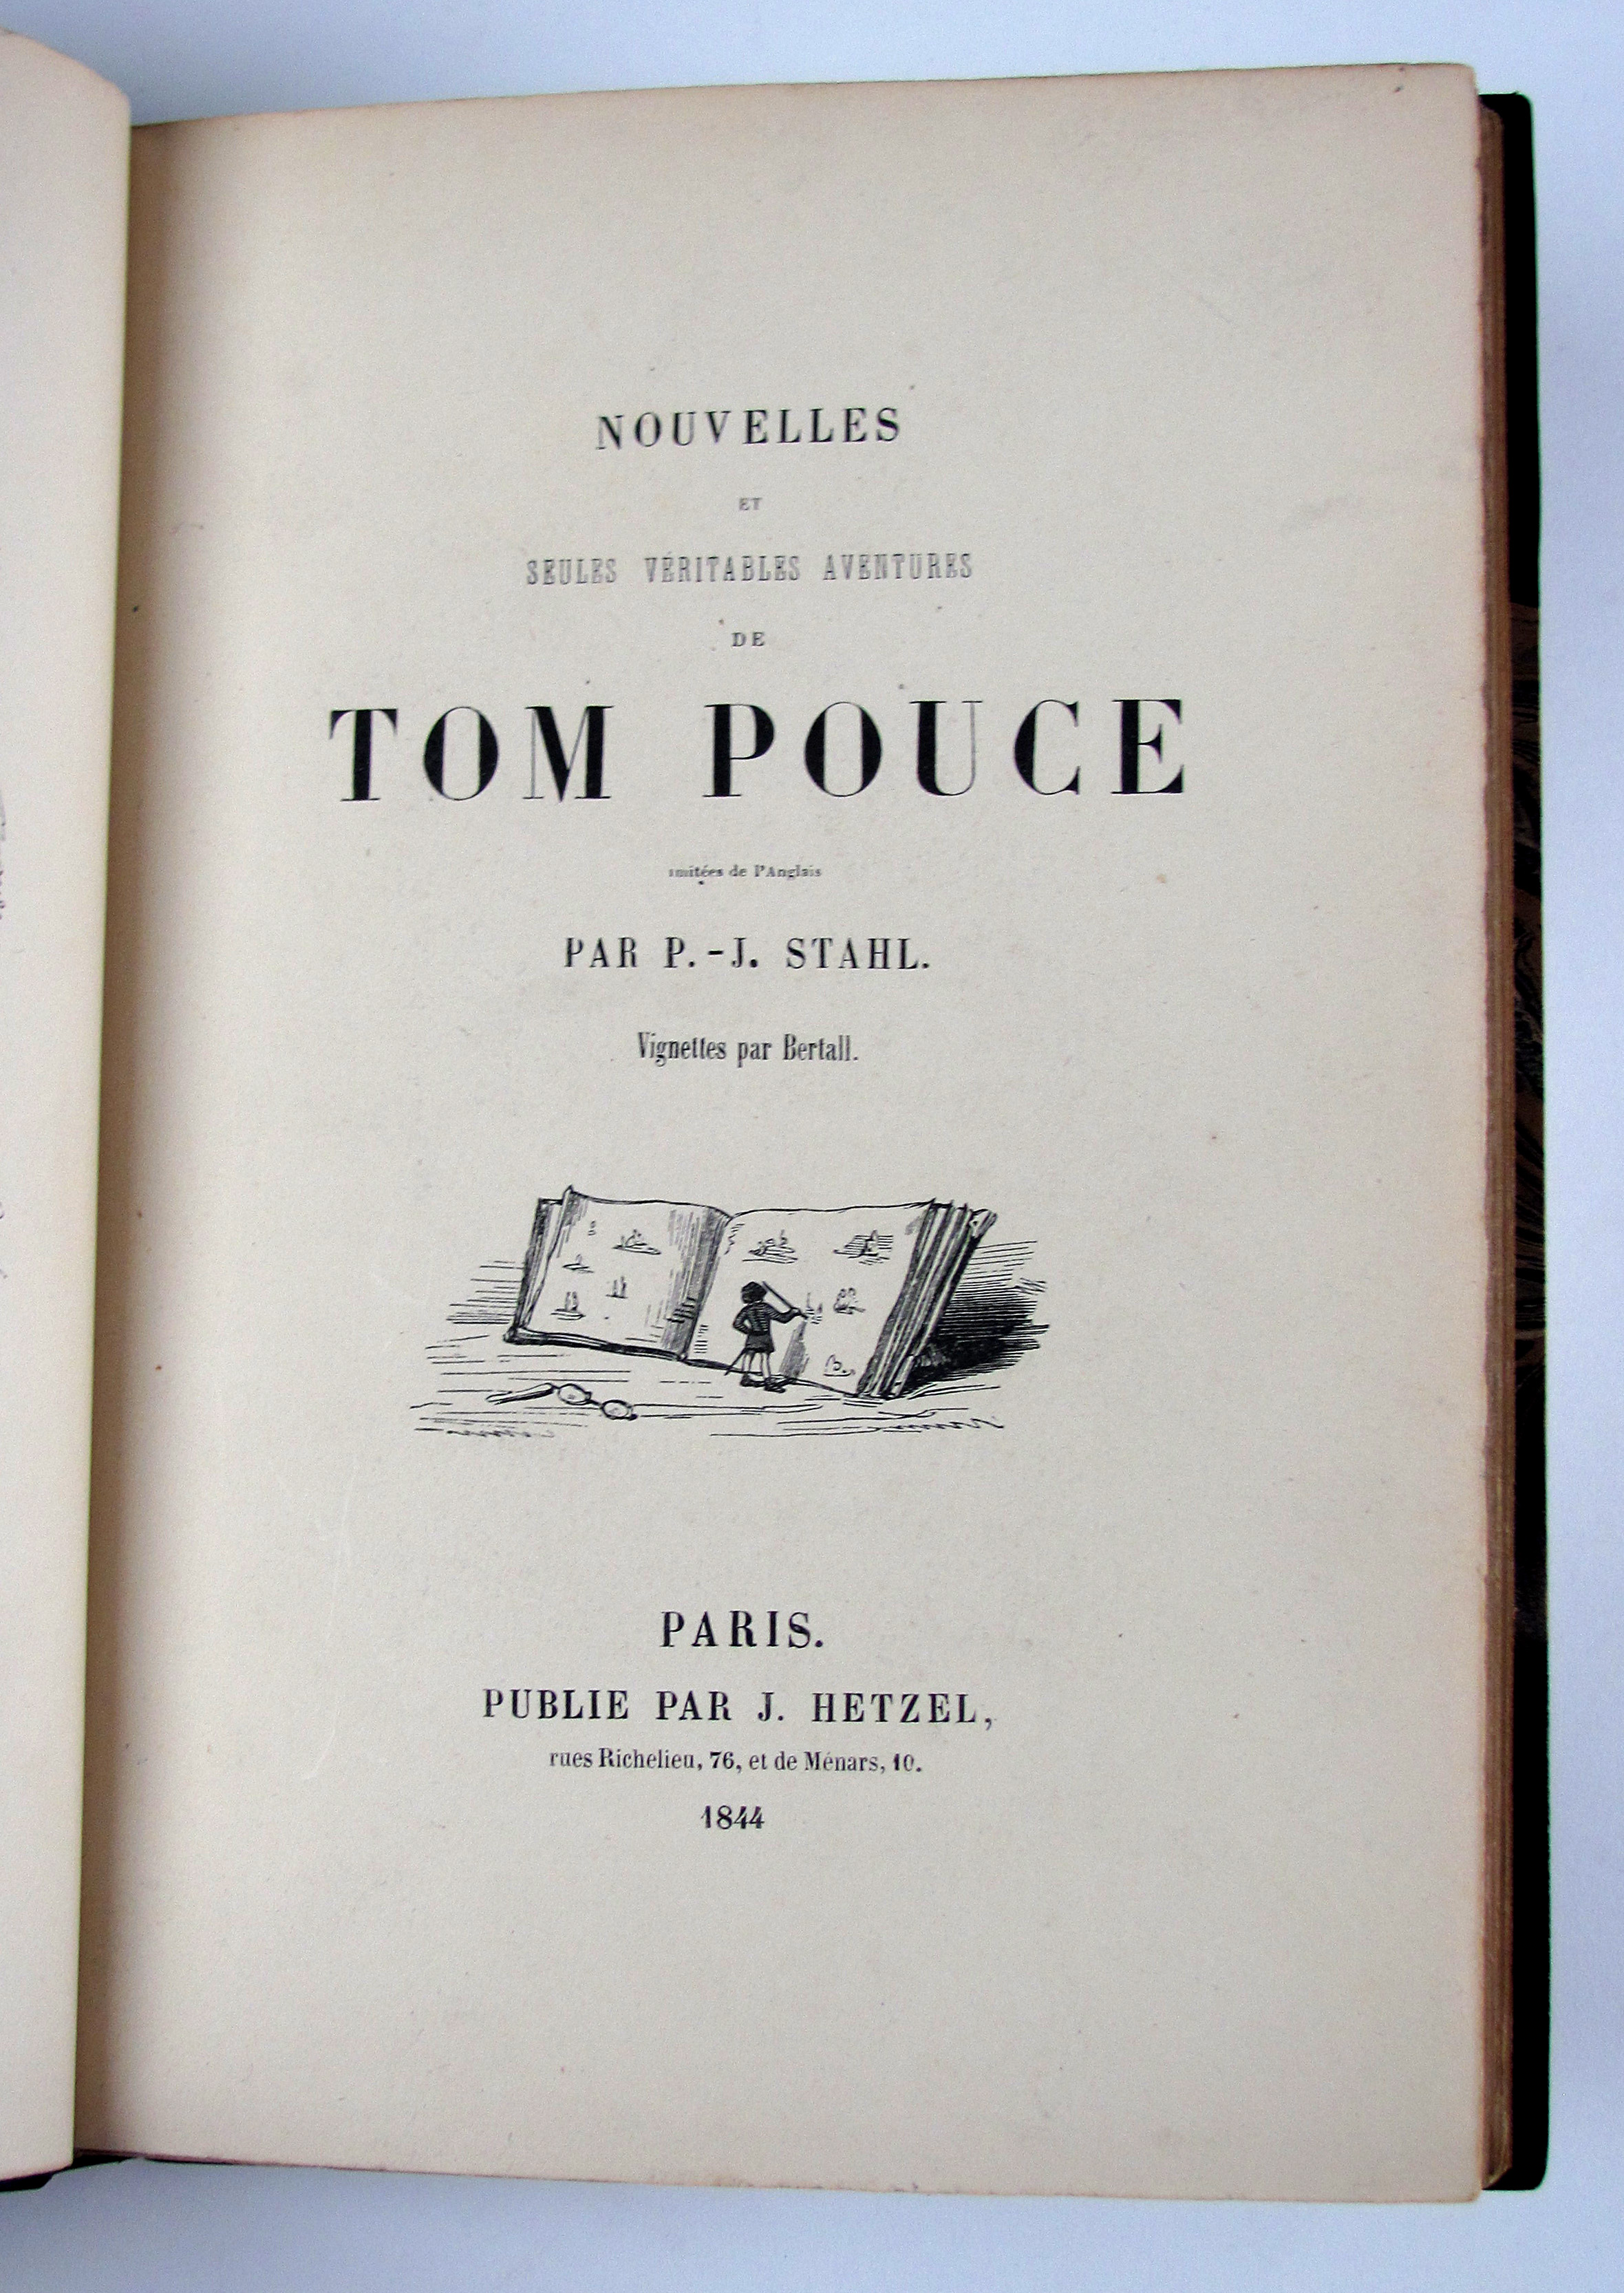 NOUVELLES
ET
SEULES VÉRITABLES AVENTURES
DE
TOM POUCE
imitées de l'Anglais
PAR P.-J. STAHL.
Vignettes par Bertall.
B.
PARIS.
PUBLIE PAR J. HETZEL,
rues Richelieu, 76, et de Ménars, 10.
1844